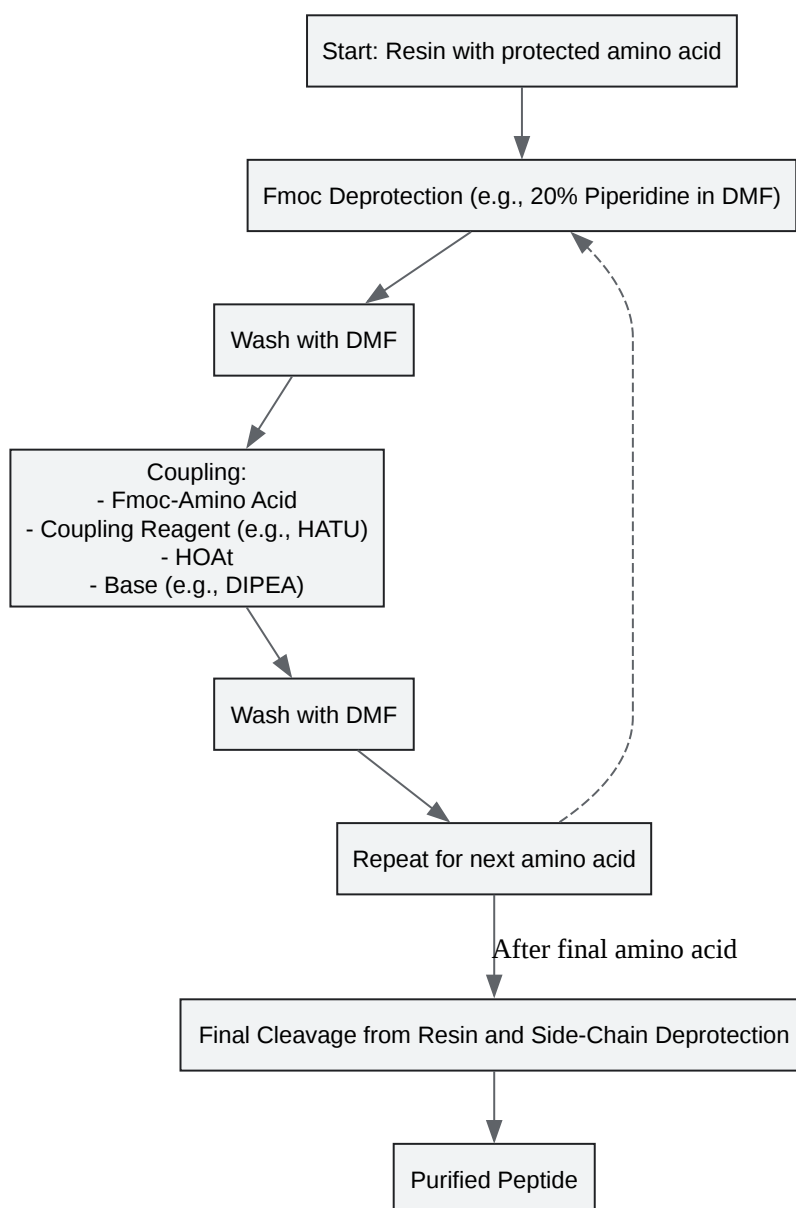 Start: Resin with protected amino acid
Fmoc Deprotection (e.g., 20% Piperidine in DMF)
Wash with DMF
Coupling:
- Fmoc-Amino Acid
- Coupling Reagent (e.g., HATU)
- HOAt
- Base (e.g., DIPEA)
Wash with DMF
Repeat for next amino acid
After final amino acid
Final Cleavage from Resin and Side-Chain Deprotection
Purified Peptide